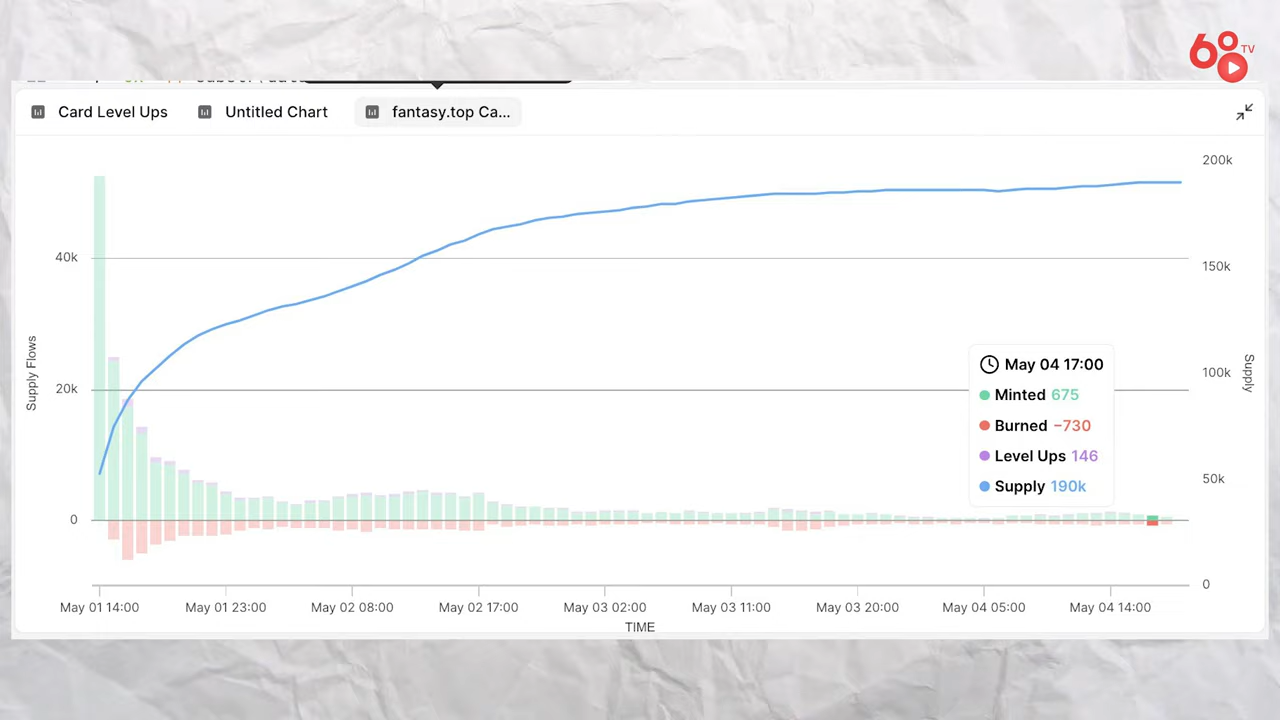 68 TV
Card Level Ups
Untitled Chart
fantasy.top Ca...
200k
40k
150k
Supply Flows
May 04 17:00
Minted 675
Burned −730
Level Ups 146
Supply 190k
20k
100k
Supply
50k
0
0
May 01 14:00
May 01 23:00
May 02 08:00
May 02 17:00
May 03 02:00
May 03 11:00
May 03 20:00
May 04 05:00
May 04 14:00
TIME